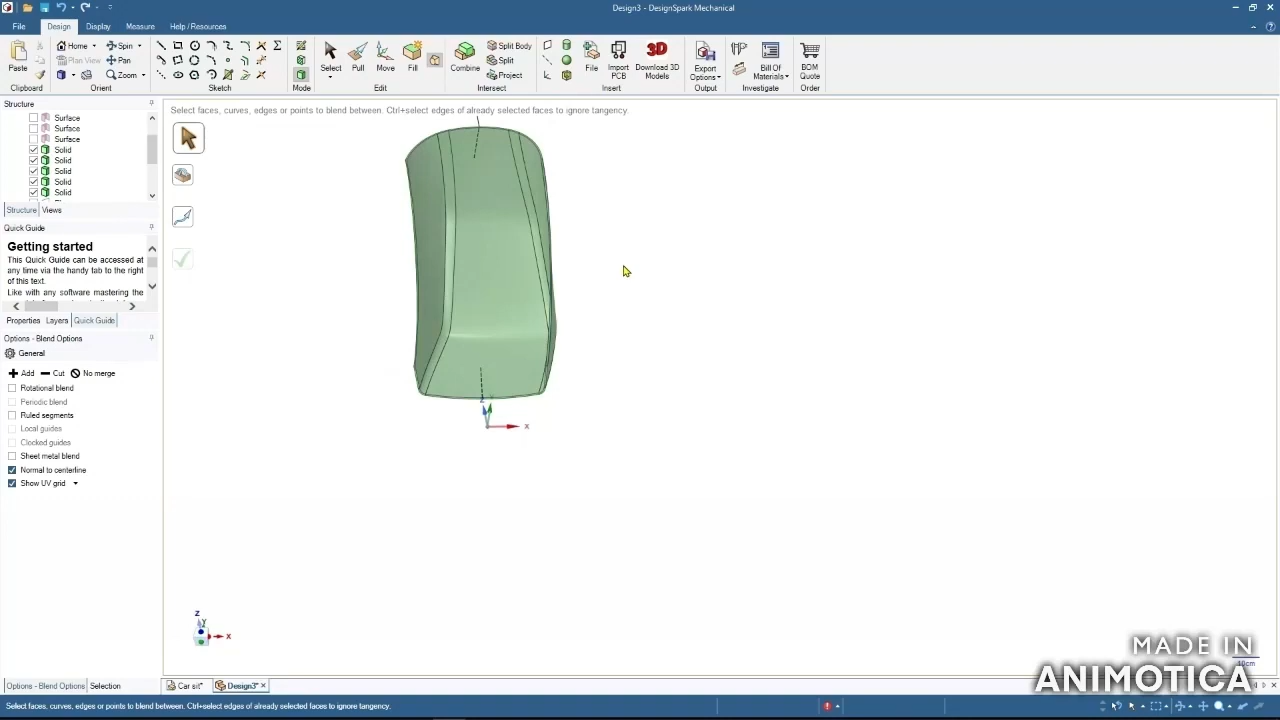 Design3 - DesignSpark Mechanical
File Design Display Measure Help / Resources
Paste
Home Spin
Plan View Pan
Zoom
Select Pull Move Fill
Combine
Split Body
Split
Project
File Import PCB Download 3D Models
3D
Export Options
Bill Of Materials
BOM Quote
Clipboard Orient Sketch Mode Edit Intersect Insert Output Investigate Order
Structure
Surface
Surface
Surface
Solid
Solid
Solid
Solid
Solid
Structure Views
Quick Guide
Getting started
This Quick Guide can be accessed at
any time via the handy tab to the right
of this text.
Like with any software mastering the
Properties Layers Quick Guide
Options - Blend Options
General
Add Cut No merge
Rotational blend
Periodic blend
Ruled segments
Local guides
Clocked guides
Sheet metal blend
Normal to centerline
Show UV grid
Options - Blend Options Selection
Select faces, curves, edges or points to blend between. Ctrl+select edges of already selected faces to ignore tangency.
Z
X
Z
Y
X
MADE IN
ANIMOTICA
Car sit* Design3*
Select faces, curves, edges or points to blend between. Ctrl+select edges of already selected faces to ignore tangency.